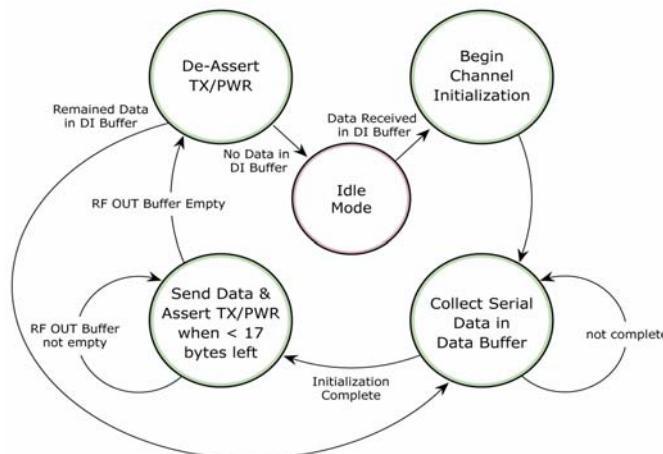 De-Assert
TX/PWR
Begin
Channel
Initialization
Remained Data
in DI Buffer
Data Received
in DI Buffer
No Data in
DI Buffer
Idle
Mode
RF OUT Buffer Empty
Send Data &
Assert TX/PWR
when < 17
bytes left
Collect Serial
Data in
Data Buffer
RF OUT Buffer
not empty
not complete
Initialization
Complete